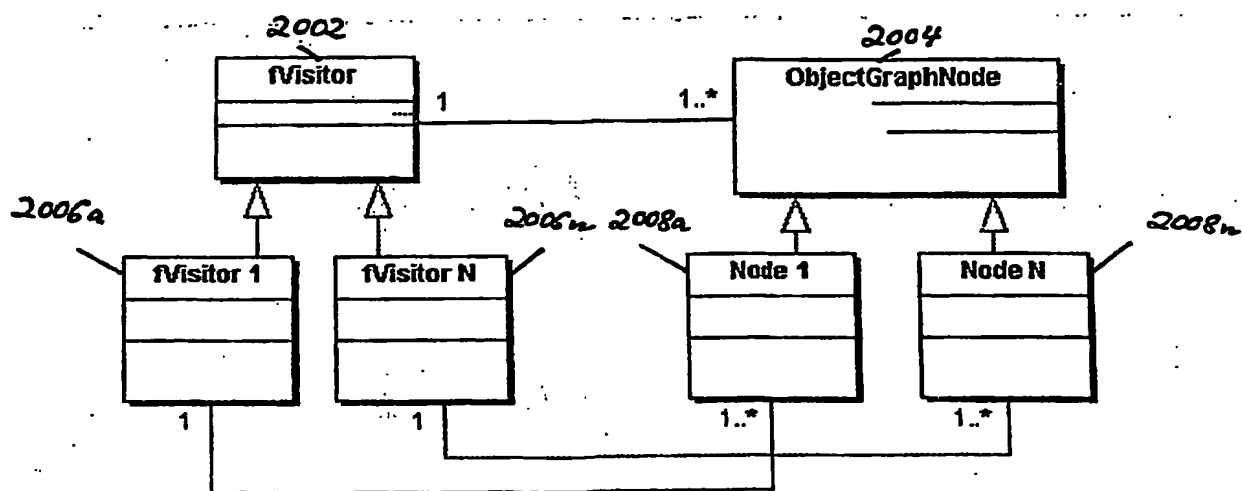 2002
2004
fVisitor
ObjectGraphNode
1
1..*
2006a
2006n
2008a
2008n
fVisitor 1
fVisitor N
Node 1
Node N
1
1
1..*
1..*